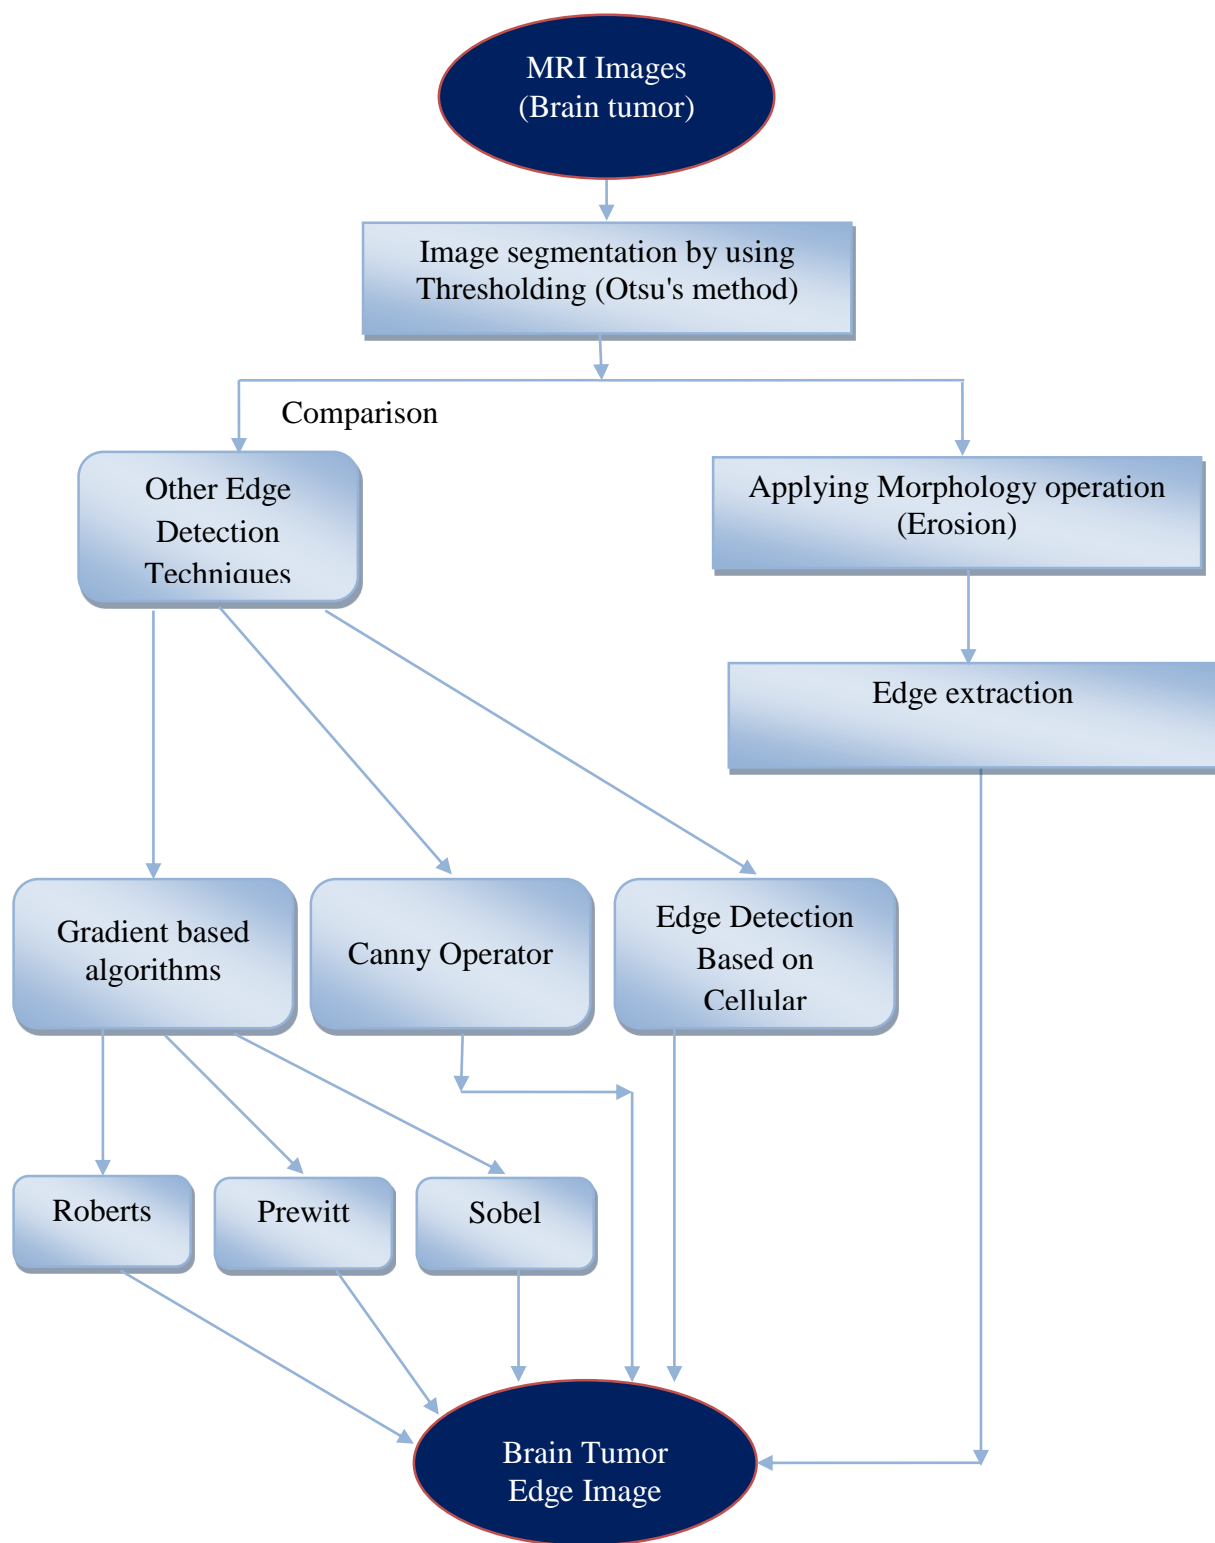 MRI Images
(Brain tumor)
Image segmentation by using
Thresholding (Otsu's method)
Comparison
Other Edge
Detection
Techniques
Applying Morphology operation
(Erosion)
Edge extraction
Gradient based
algorithms
Canny Operator
Edge Detection
Based on
Cellular
Roberts
Prewitt
Sobel
Brain Tumor
Edge Image